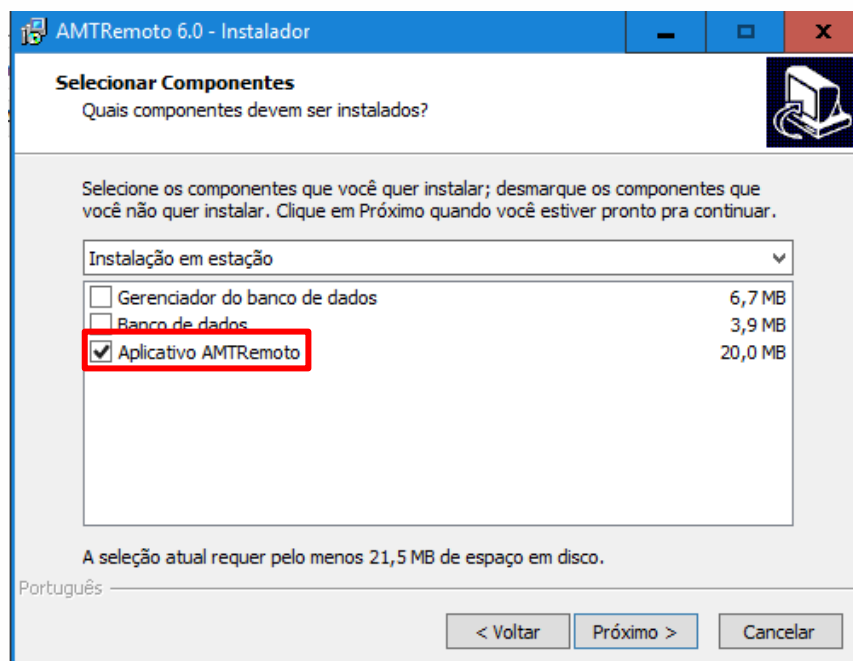 AMTRemoto 6.0 - Instalador
Selecionar Componentes
Quais componentes devem ser instalados?
Selecione os componentes que você quer instalar; desmarque os componentes que
você não quer instalar. Clique em Próximo quando você estiver pronto pra continuar.
Instalação em estação
Gerenciador do banco de dados 6,7 MB
Banco de dados 3,9 MB
Aplicativo AMTRemoto 20,0 MB
A seleção atual requer pelo menos 21,5 MB de espaço em disco.
Português
< Voltar Próximo > Cancelar